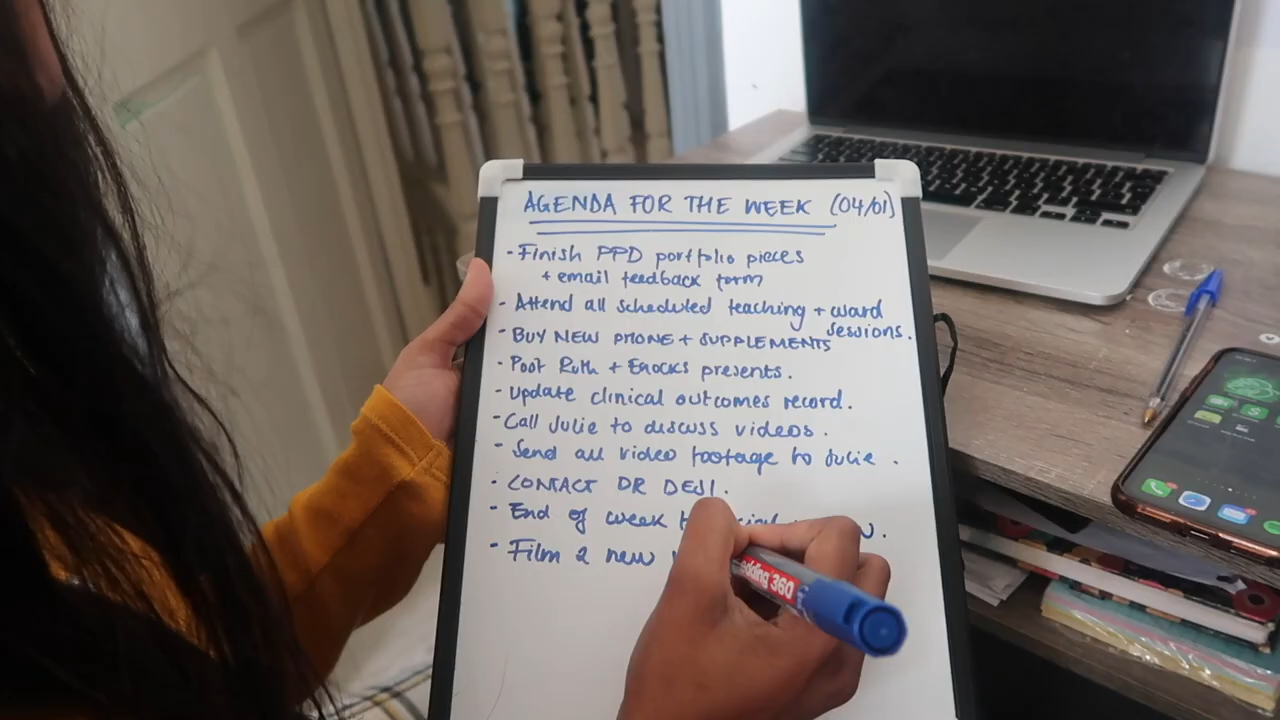 AGENDA FOR THE WEEK (04/01)
- Finish PPD portfolio pieces
+ email feedback form
- Attend all scheduled teaching + ward
sessions.
- BUY NEW PHONE + SUPPLEMENTS
- Post Ruth + presents.
- Update clinical outcomes record.
- Call Julie to discuss videos.
- Send all video footage to Julie.
- CONTACT DR DESI.
- End of week
- Film a new
edding 360